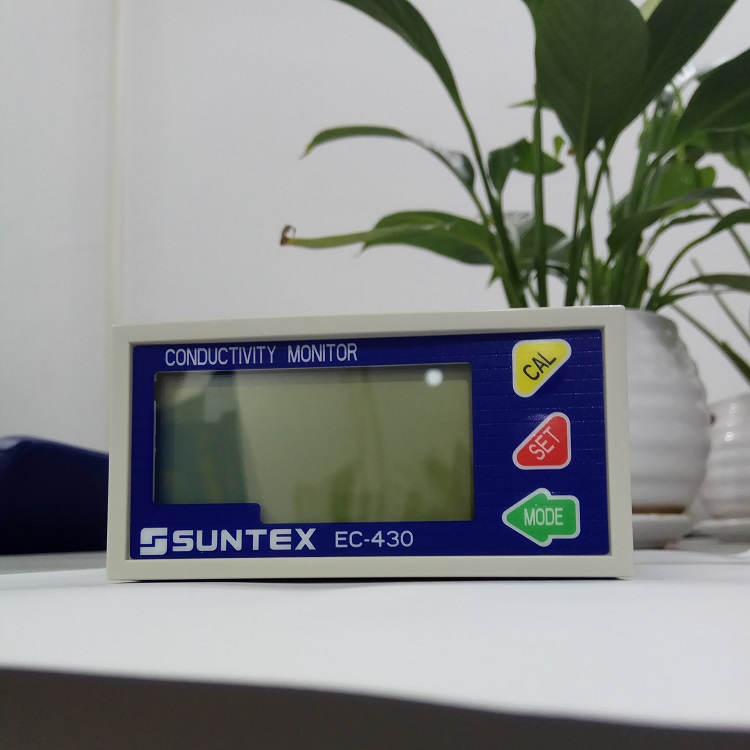 CONDUCTIVITY MONITOR
CAL
SET
MODE
SUNTEX EC-430